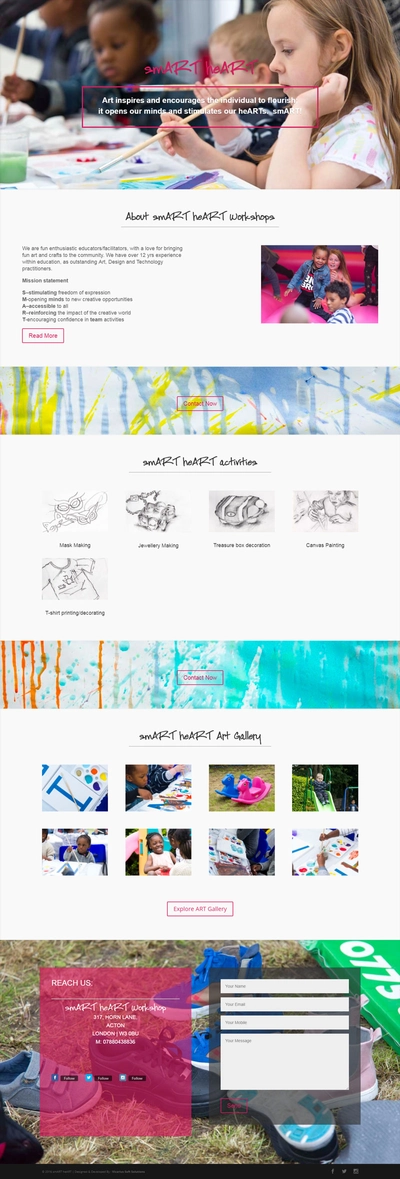 smART heART
Art inspires and encourages the individual to flourish,
it opens our minds and stimulates our heARTs.. smART!
About smART heART Workshops
We are fun enthusiastic educators/facilitators, with a love for bringing
fun art and crafts to the community. We have over 12 yrs experience
within education, as outstanding Art, Design and Technology
practitioners.
Mission statement
S–stimulating freedom of expression
M-opening minds to new creative opportunities
A–accessible to all
R–reinforcing the impact of the creative world
T-encouraging confidence in team activities
Read More
Contact Now
smART heART activities
Mask Making
Jewellery Making
Treasure box decoration
Canvas Painting
T-shirt printing/decorating
Contact Now
smART heART Art Gallery
Explore ART Gallery
0775
REACH US:
smART heART Workshop
317, HORN LANE,
ACTON
LONDON | W3 0BU
M: 07880438836
Follow
Follow
Follow
Your Name
Your Email
Your Mobile
Your Message